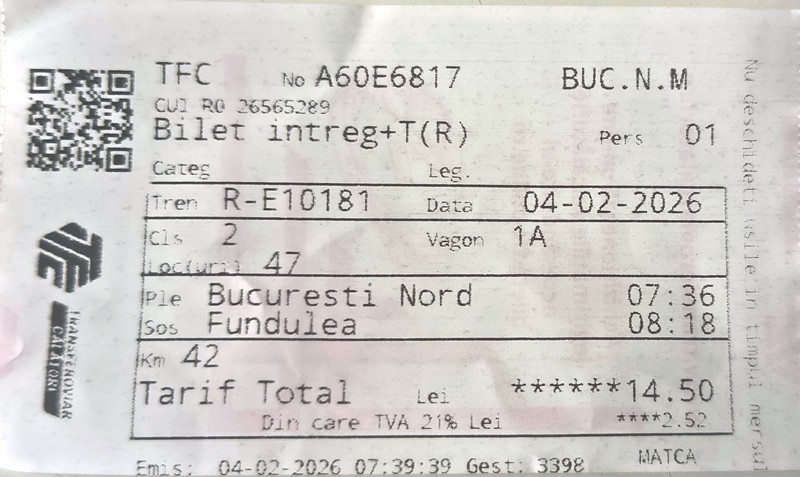 TFC No A60E6817 BUC.N.M
CUI RO 26565289
Bilet intreg+T(R) Pers 01
Categ Leg.
Tren R-E10181 Data 04-02-2026
Cls 2 Vagon 1A
Loc(uri) 47
Ple Bucuresti Nord 07:36
Sos Fundulea 08:18
Km 42
Tarif Total Lei ******14.50
Din care TVA 21% Lei ****2.52
Emis: 04-02-2026 07:39:39 Gest: 3398 MATCA
Nu deschideti usile in timpul mersul
TFC
TRANSFEROVIAR
CALATORI